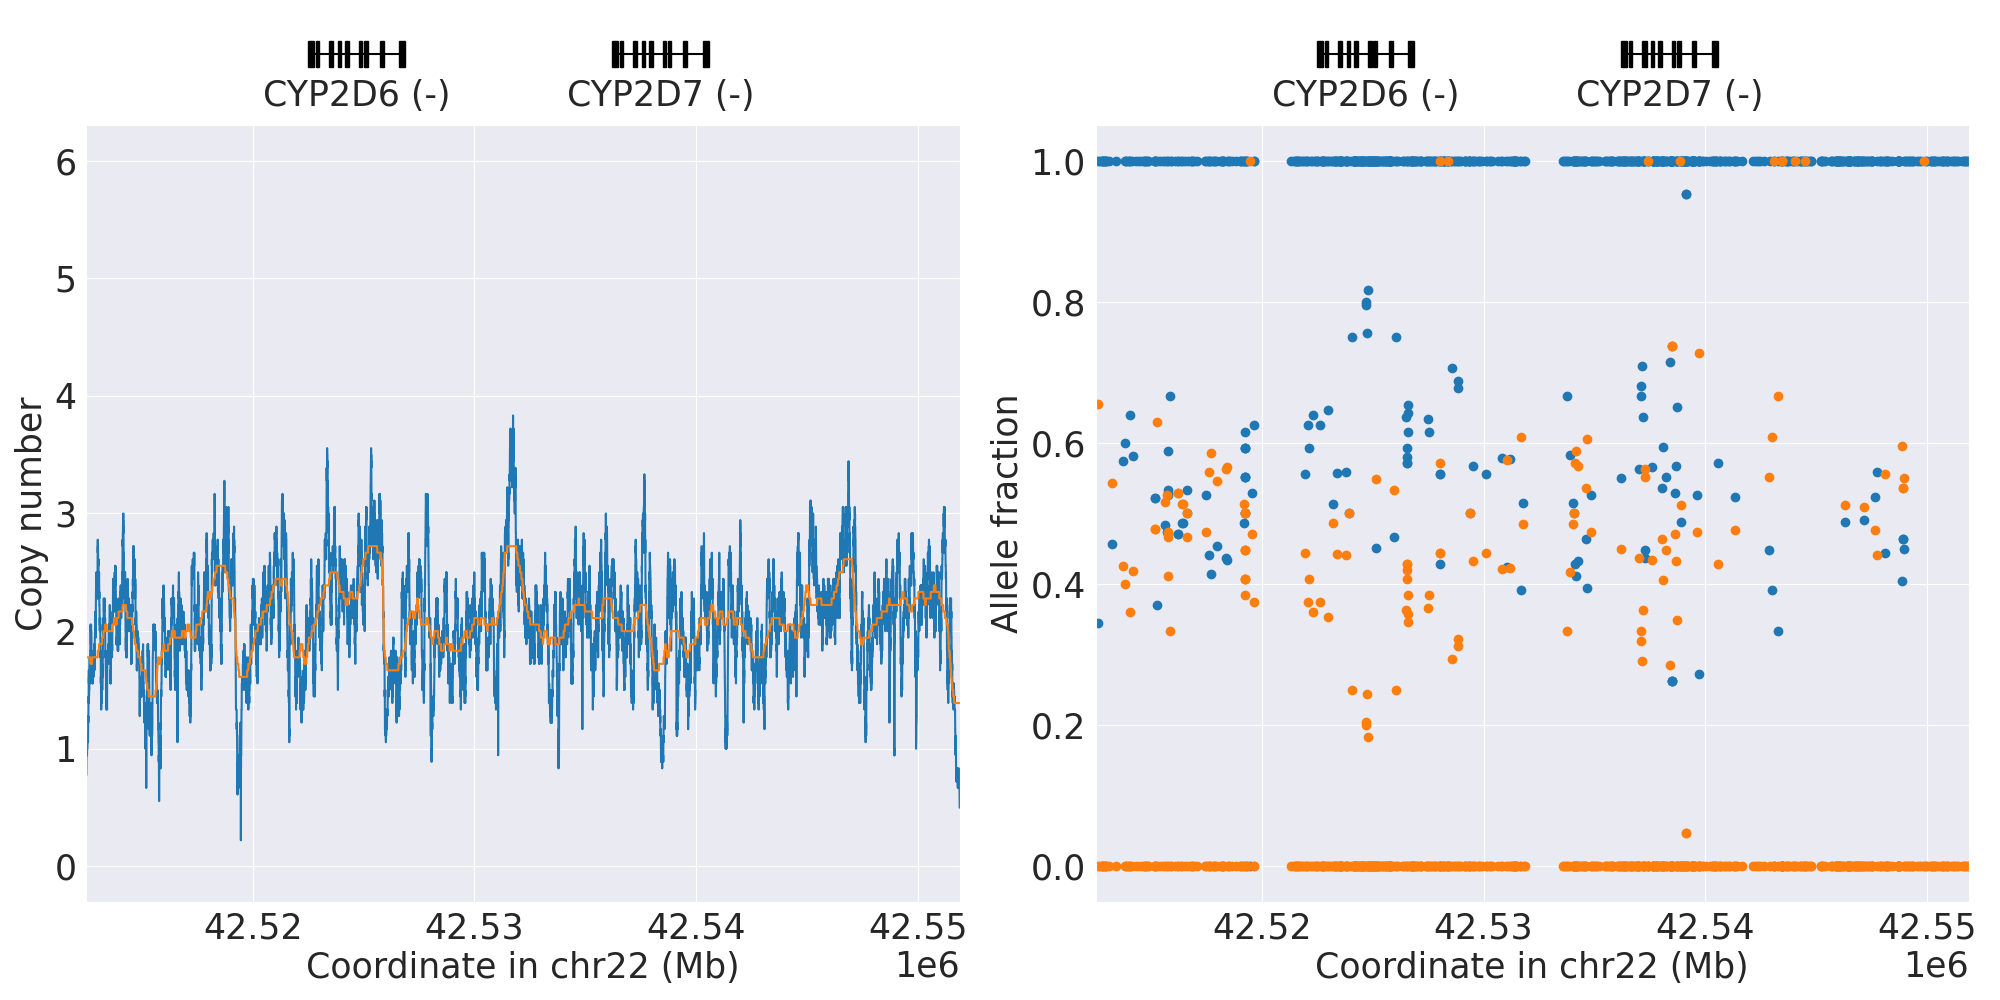 CYP2D6 (-) CYP2D7 (-)
Copy number
6
5
4
3
2
1
0
42.52 42.53 42.54 42.55
Coordinate in chr22 (Mb) 1e6
CYP2D6 (-) CYP2D7 (-)
Allele fraction
1.0
0.8
0.6
0.4
0.2
0.0
42.52 42.53 42.54 42.55
Coordinate in chr22 (Mb) 1e6